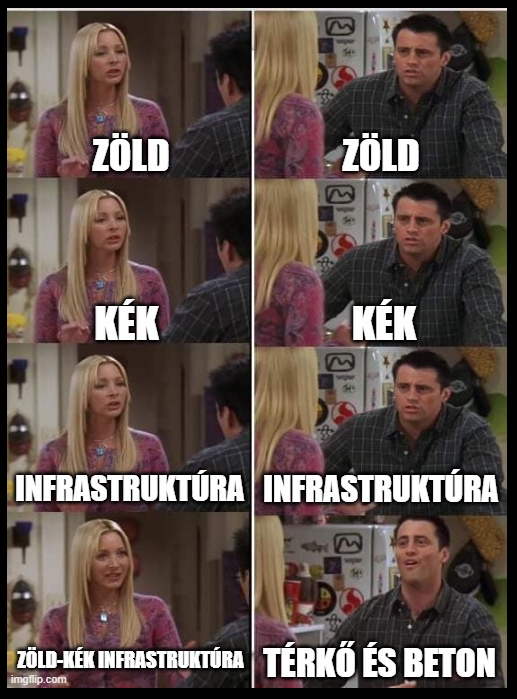 ZÖLD
ZÖLD
KÉK
KÉK
INFRASTRUKTÚRA
INFRASTRUKTÚRA
ZÖLD-KÉK INFRASTRUKTÚRA
TÉRKŐ ÉS BETON
imgflip.com